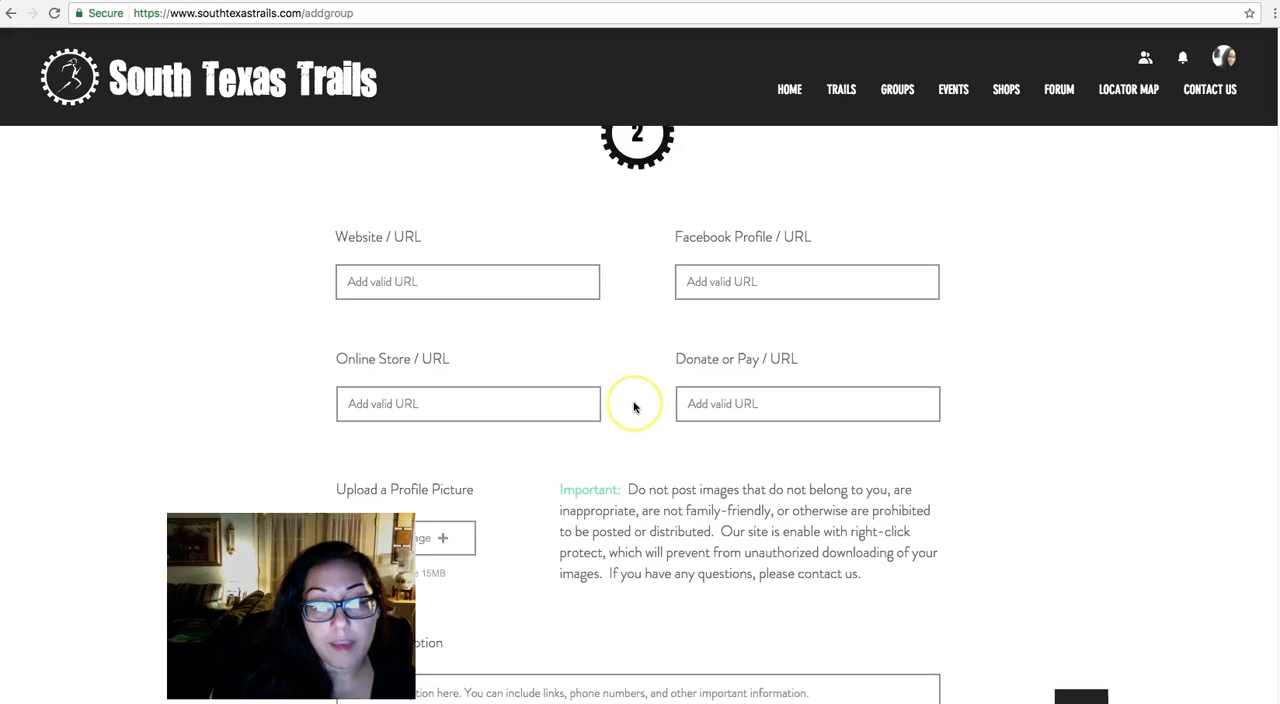 Secure https://www.southtexastrails.com/addgroup
South Texas Trails
HOME TRAILS GROUPS EVENTS SHOPS FORUM LOCATOR MAP CONTACT US
2
Website / URL Facebook Profile / URL
Add valid URL Add valid URL
Online Store / URL Donate or Pay / URL
Add valid URL Add valid URL
Upload a Profile Picture
Important: Do not post images that do not belong to you, are
inappropriate, are not family-friendly, or otherwise are prohibited
to be posted or distributed. Our site is enable with right-click
protect, which will prevent from unauthorized downloading of your
images. If you have any questions, please contact us.
15MB
here. You can include links, phone numbers, and other important information.